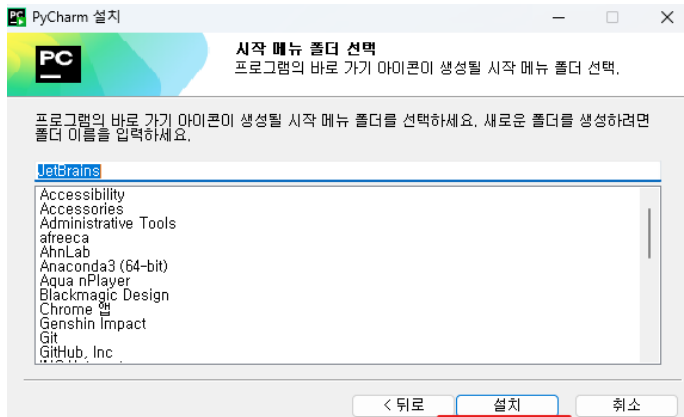 PyCharm 설치
PC
시작 메뉴 폴더 선택
프로그램의 바로 가기 아이콘이 생성될 시작 메뉴 폴더 선택.
프로그램의 바로 가기 아이콘이 생성될 시작 메뉴 폴더를 선택하세요. 새로운 폴더를 생성하려면
폴더 이름을 입력하세요.
JetBrains
Accessibility
Accessories
Administrative Tools
afreeca
AhnLab
Anaconda3 (64-bit)
Aqua nPlayer
Blackmagic Design
Chrome 앱
Genshin Impact
Git
GitHub, Inc
< 뒤로
설치
취소